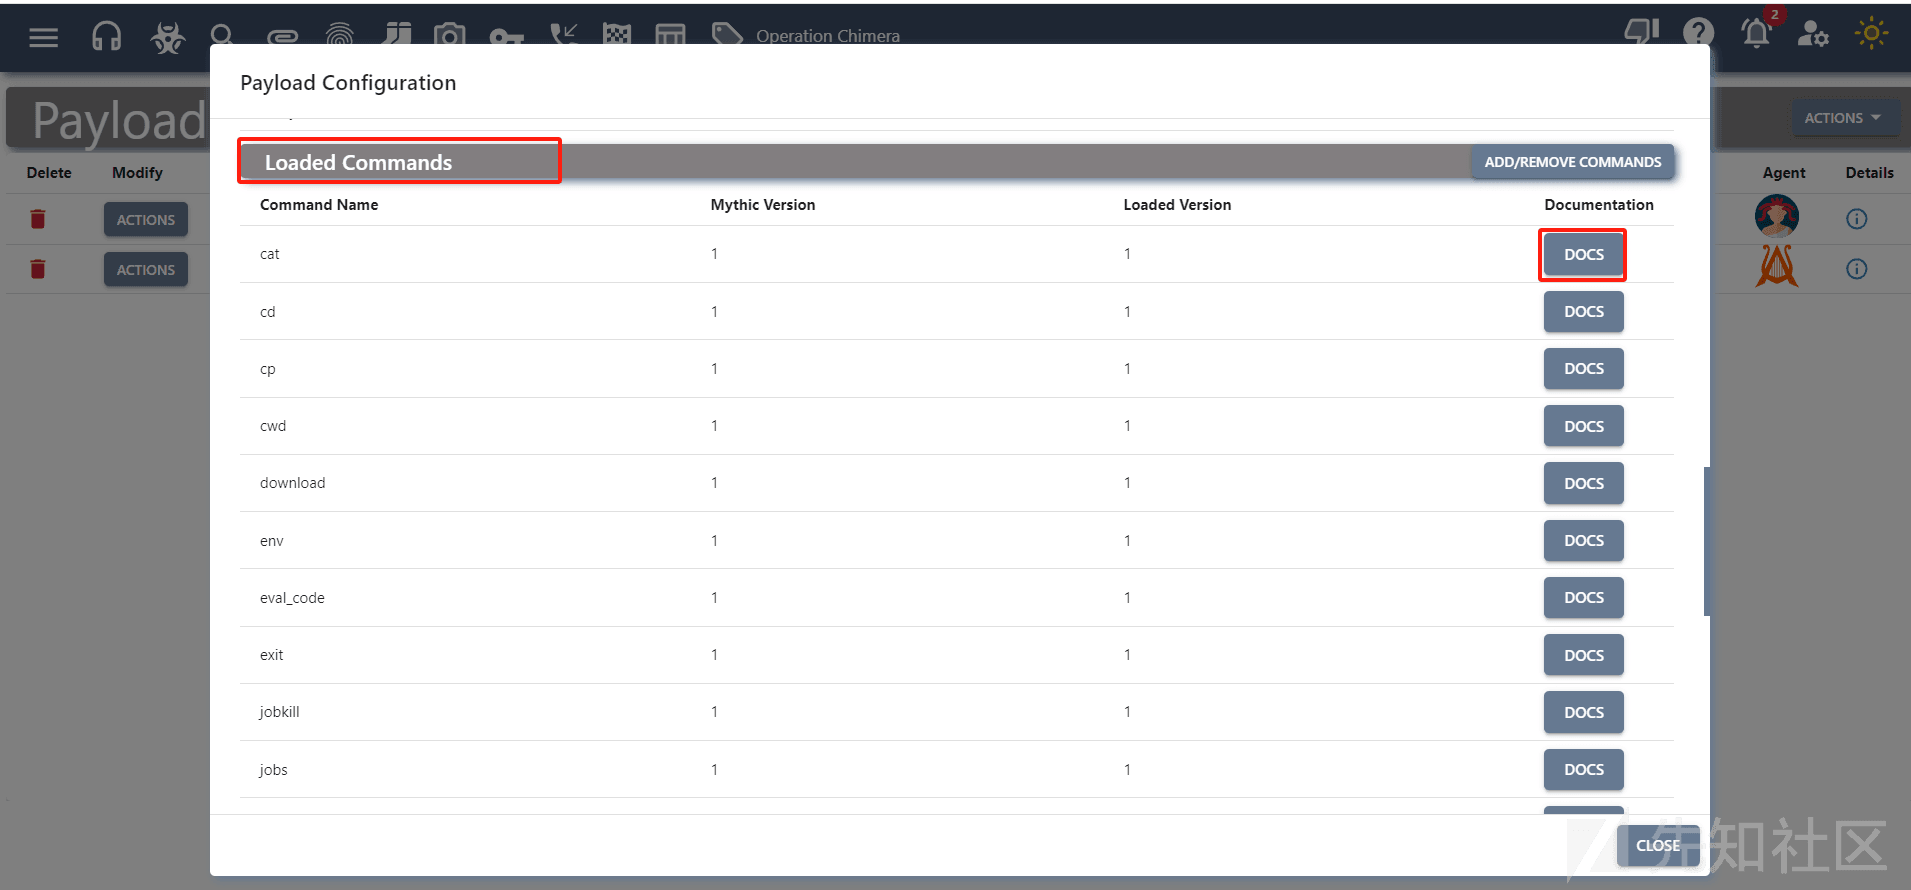 2
Operation Chimera
Payload Configuration
Payload
ACTIONS
Loaded Commands
ADD/REMOVE COMMANDS
Delete Modify
Agent Details
Command Name Mythic Version Loaded Version Documentation
ACTIONS
cat 1 1 DOCS
ACTIONS
cd 1 1 DOCS
cp 1 1 DOCS
cwd 1 1 DOCS
download 1 1 DOCS
env 1 1 DOCS
eval_code 1 1 DOCS
exit 1 1 DOCS
jobkill 1 1 DOCS
jobs 1 1 DOCS
CLOSE
先知社区